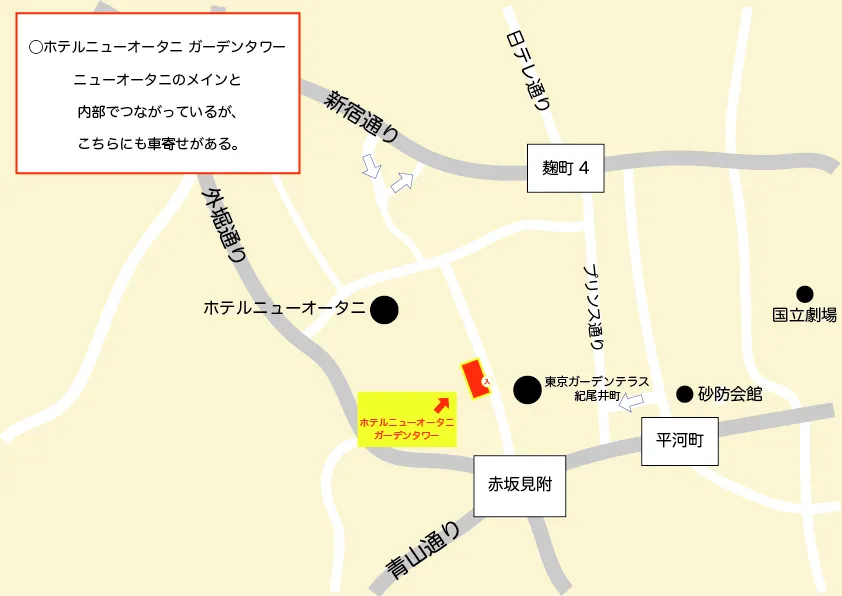 ○ホテルニューオータニ ガーデンタワー
ニューオータニのメインと
内部でつながっているが、
こちらにも車寄せがある。
新宿通り
日テレ通り
麹町4
外堀通り
プリンス通り
ホテルニューオータニ
国立劇場
入
東京ガーデンテラス
紀尾井町
砂防会館
ホテルニューオータニ
ガーデンタワー
平河町
赤坂見附
青山通り